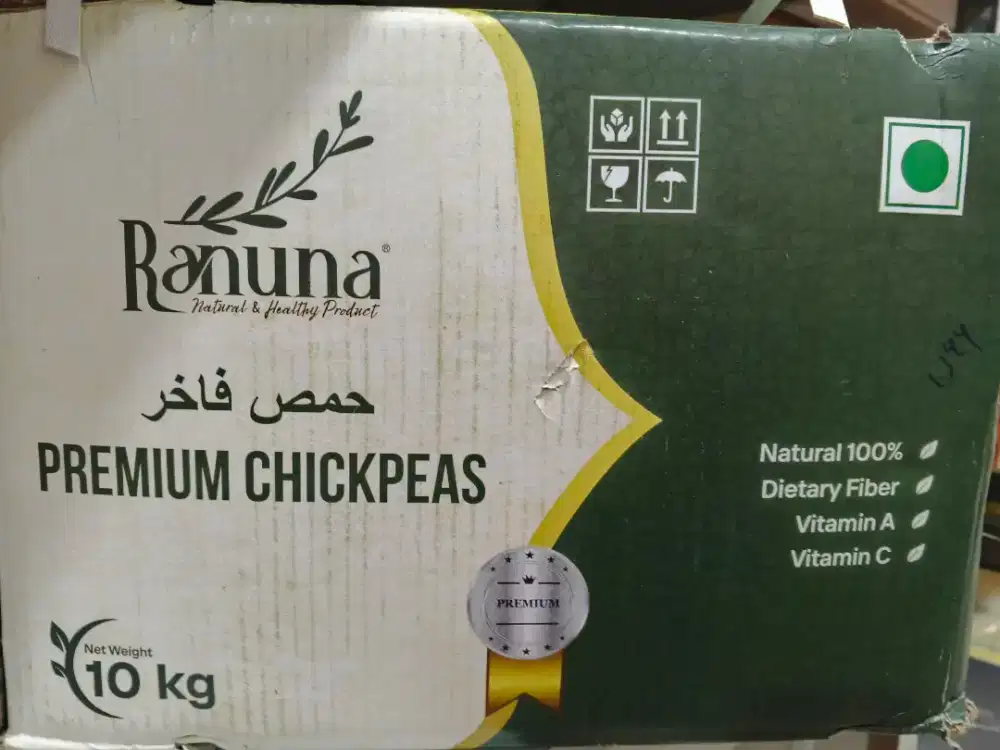 Ranuna®
Natural & Healthy Product
حمص فاخر
PREMIUM CHICKPEAS
Net Weight
10 kg
PREMIUM
Natural 100%
Dietary Fiber
Vitamin A
Vitamin C